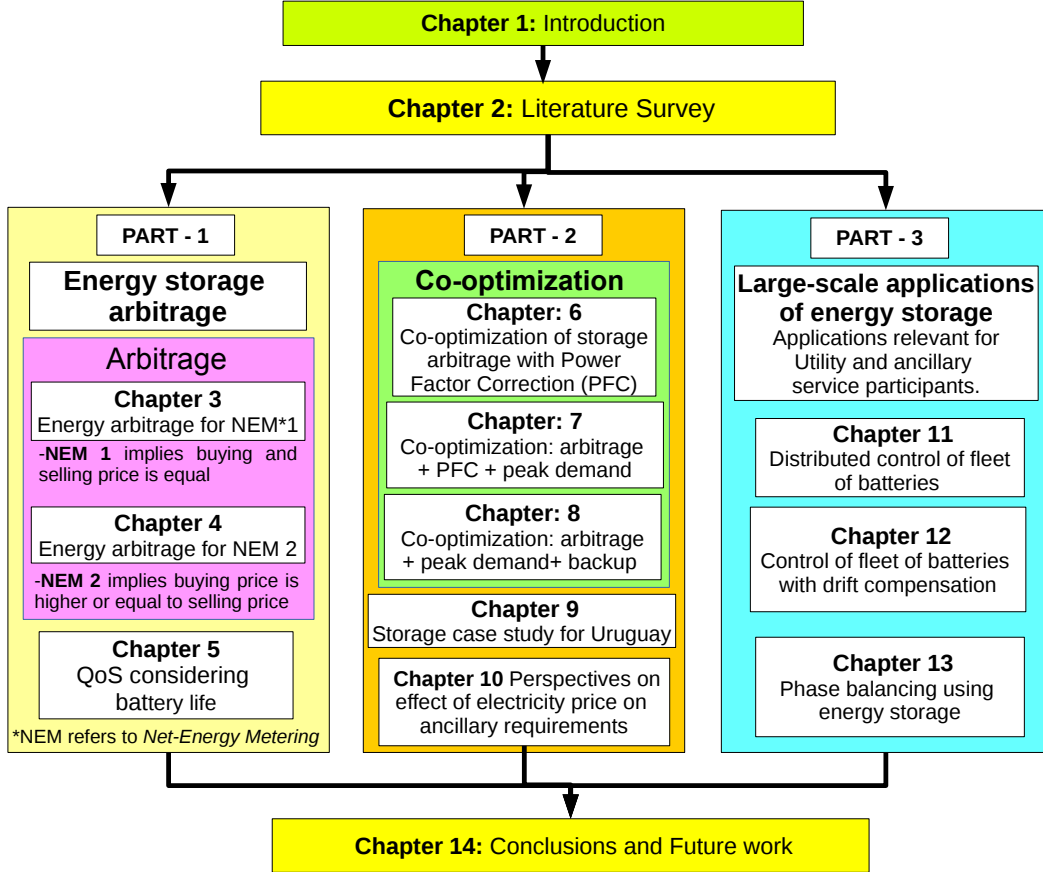 Chapter 1: Introduction
Chapter 2: Literature Survey
PART - 1
Energy storage
arbitrage
Arbitrage
Chapter 3
Energy arbitrage for NEM*1
-NEM 1 implies buying and
selling price is equal
Chapter 4
Energy arbitrage for NEM 2
-NEM 2 implies buying price is
higher or equal to selling price
Chapter 5
QoS considering
battery life
*NEM refers to Net-Energy Metering
PART - 2
Co-optimization
Chapter: 6
Co-optimization of storage
arbitrage with Power
Factor Correction (PFC)
Chapter: 7
Co-optimization: arbitrage
+ PFC + peak demand
Chapter: 8
Co-optimization: arbitrage
+ peak demand+ backup
Chapter 9
Storage case study for Uruguay
Chapter 10 Perspectives on
effect of electricity price on
ancillary requirements
PART - 3
Large-scale applications
of energy storage
Applications relevant for
Utility and ancillary
service participants.
Chapter 11
Distributed control of fleet
of batteries
Chapter 12
Control of fleet of batteries
with drift compensation
Chapter 13
Phase balancing using
energy storage
Chapter 14: Conclusions and Future work